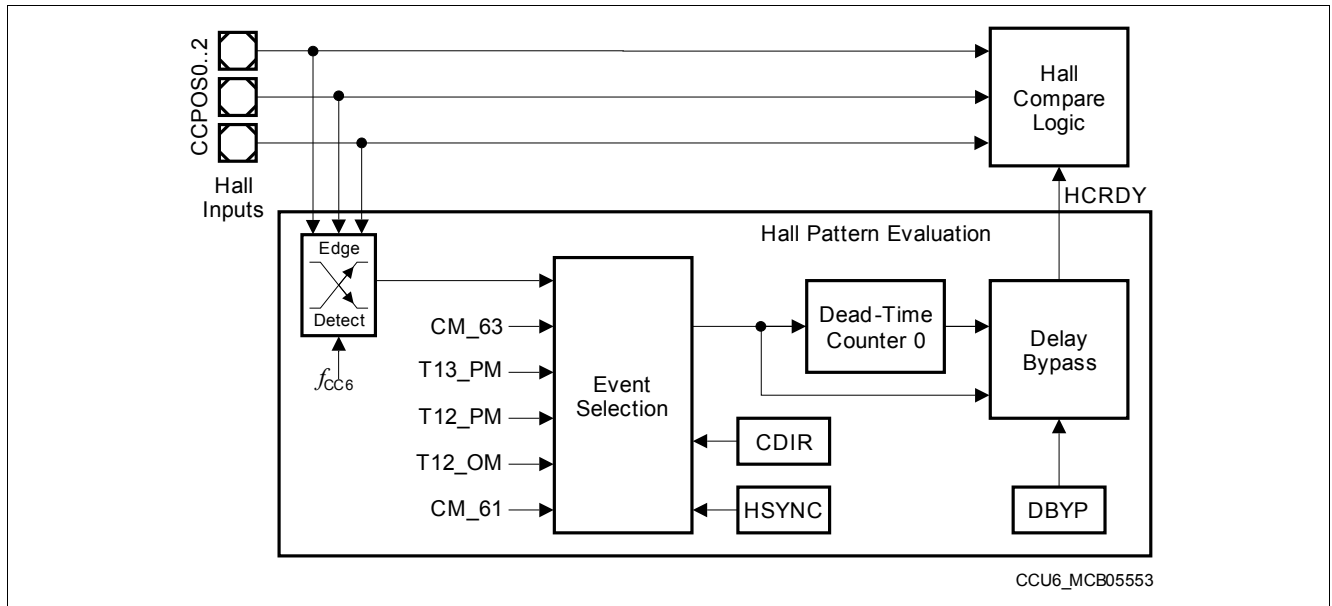 CCPOS0..2
Hall
Inputs
Hall
Compare
Logic
HCRDY
Hall Pattern Evaluation
Edge
Detect
fCC6
CM_63
T13_PM
T12_PM
T12_OM
CM_61
Event
Selection
Dead-Time
Counter 0
Delay
Bypass
CDIR
HSYNC
DBYP
CCU6_MCB05553